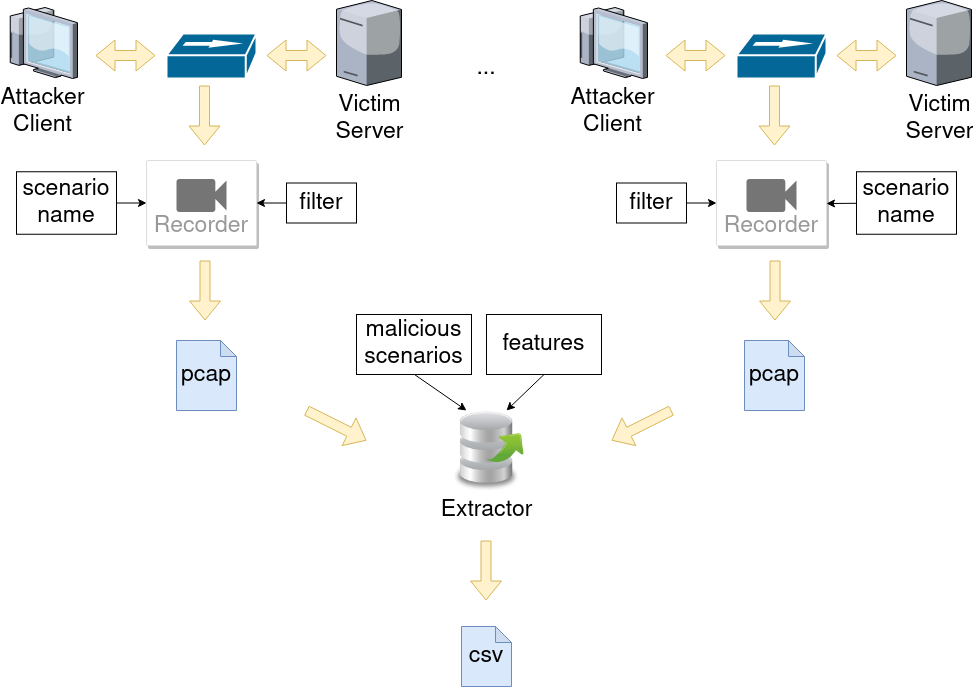 ...
Attacker
Client
Victim
Server
Attacker
Client
Victim
Server
scenario
name
Recorder
filter
filter
Recorder
scenario
name
pcap
malicious
scenarios
features
pcap
Extractor
csv